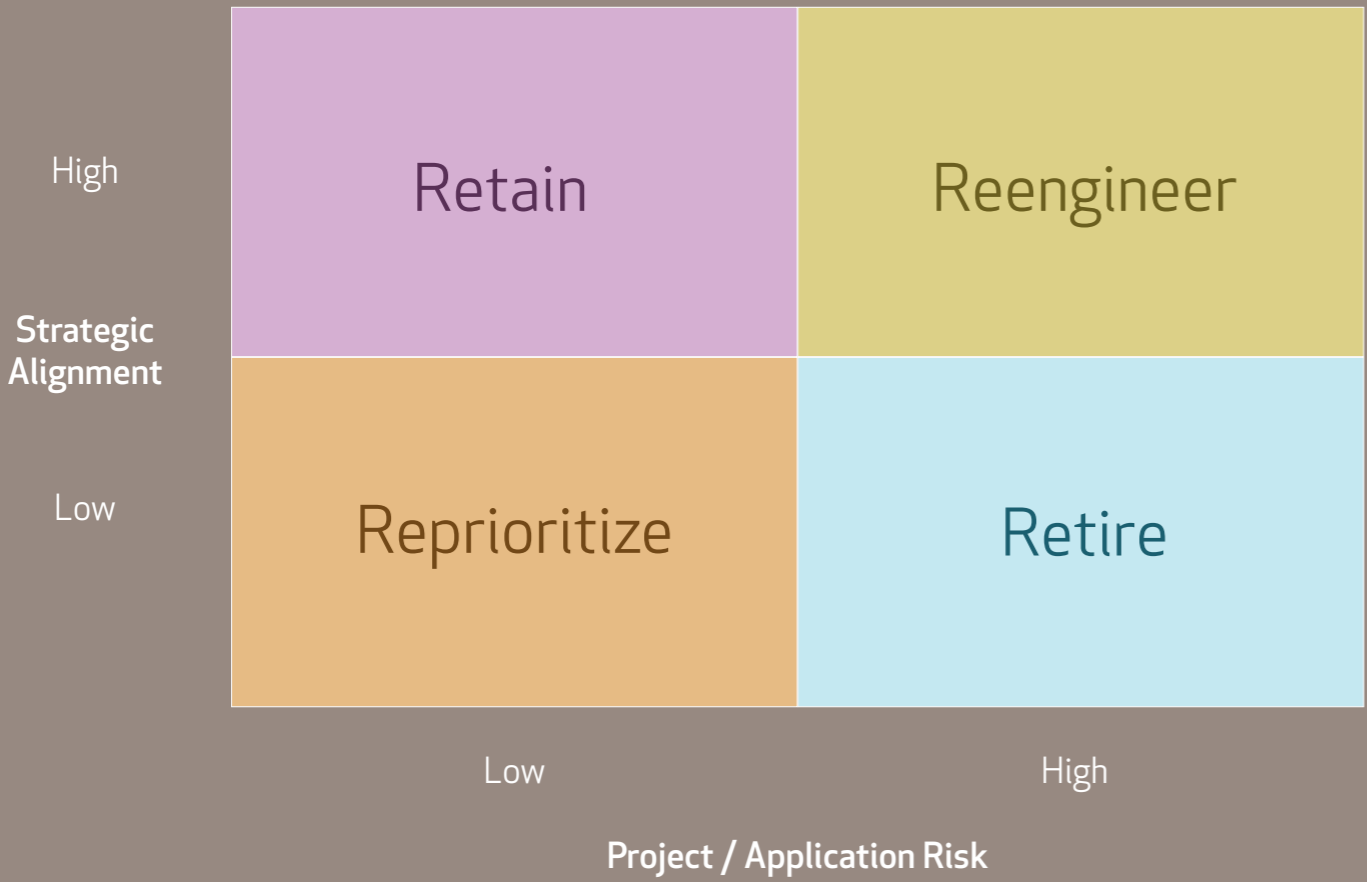 High
Retain
Reengineer
Strategic
Alignment
Low
Reprioritize
Retire
Low
High
Project / Application Risk